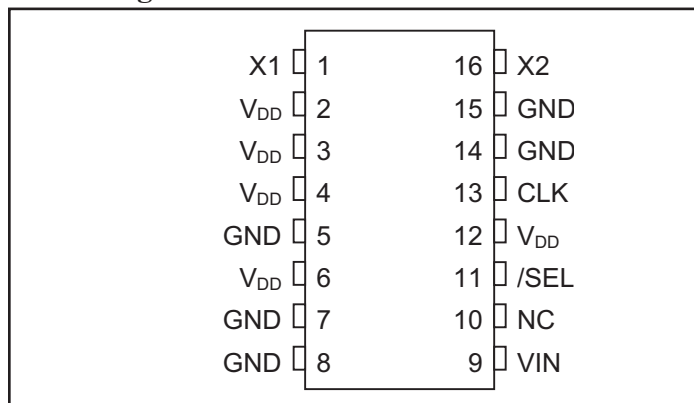 X1 1 16 X2
VDD 2 15 GND
VDD 3 14 GND
VDD 4 13 CLK
GND 5 12 VDD
VDD 6 11 /SEL
GND 7 10 NC
GND 8 9 VIN